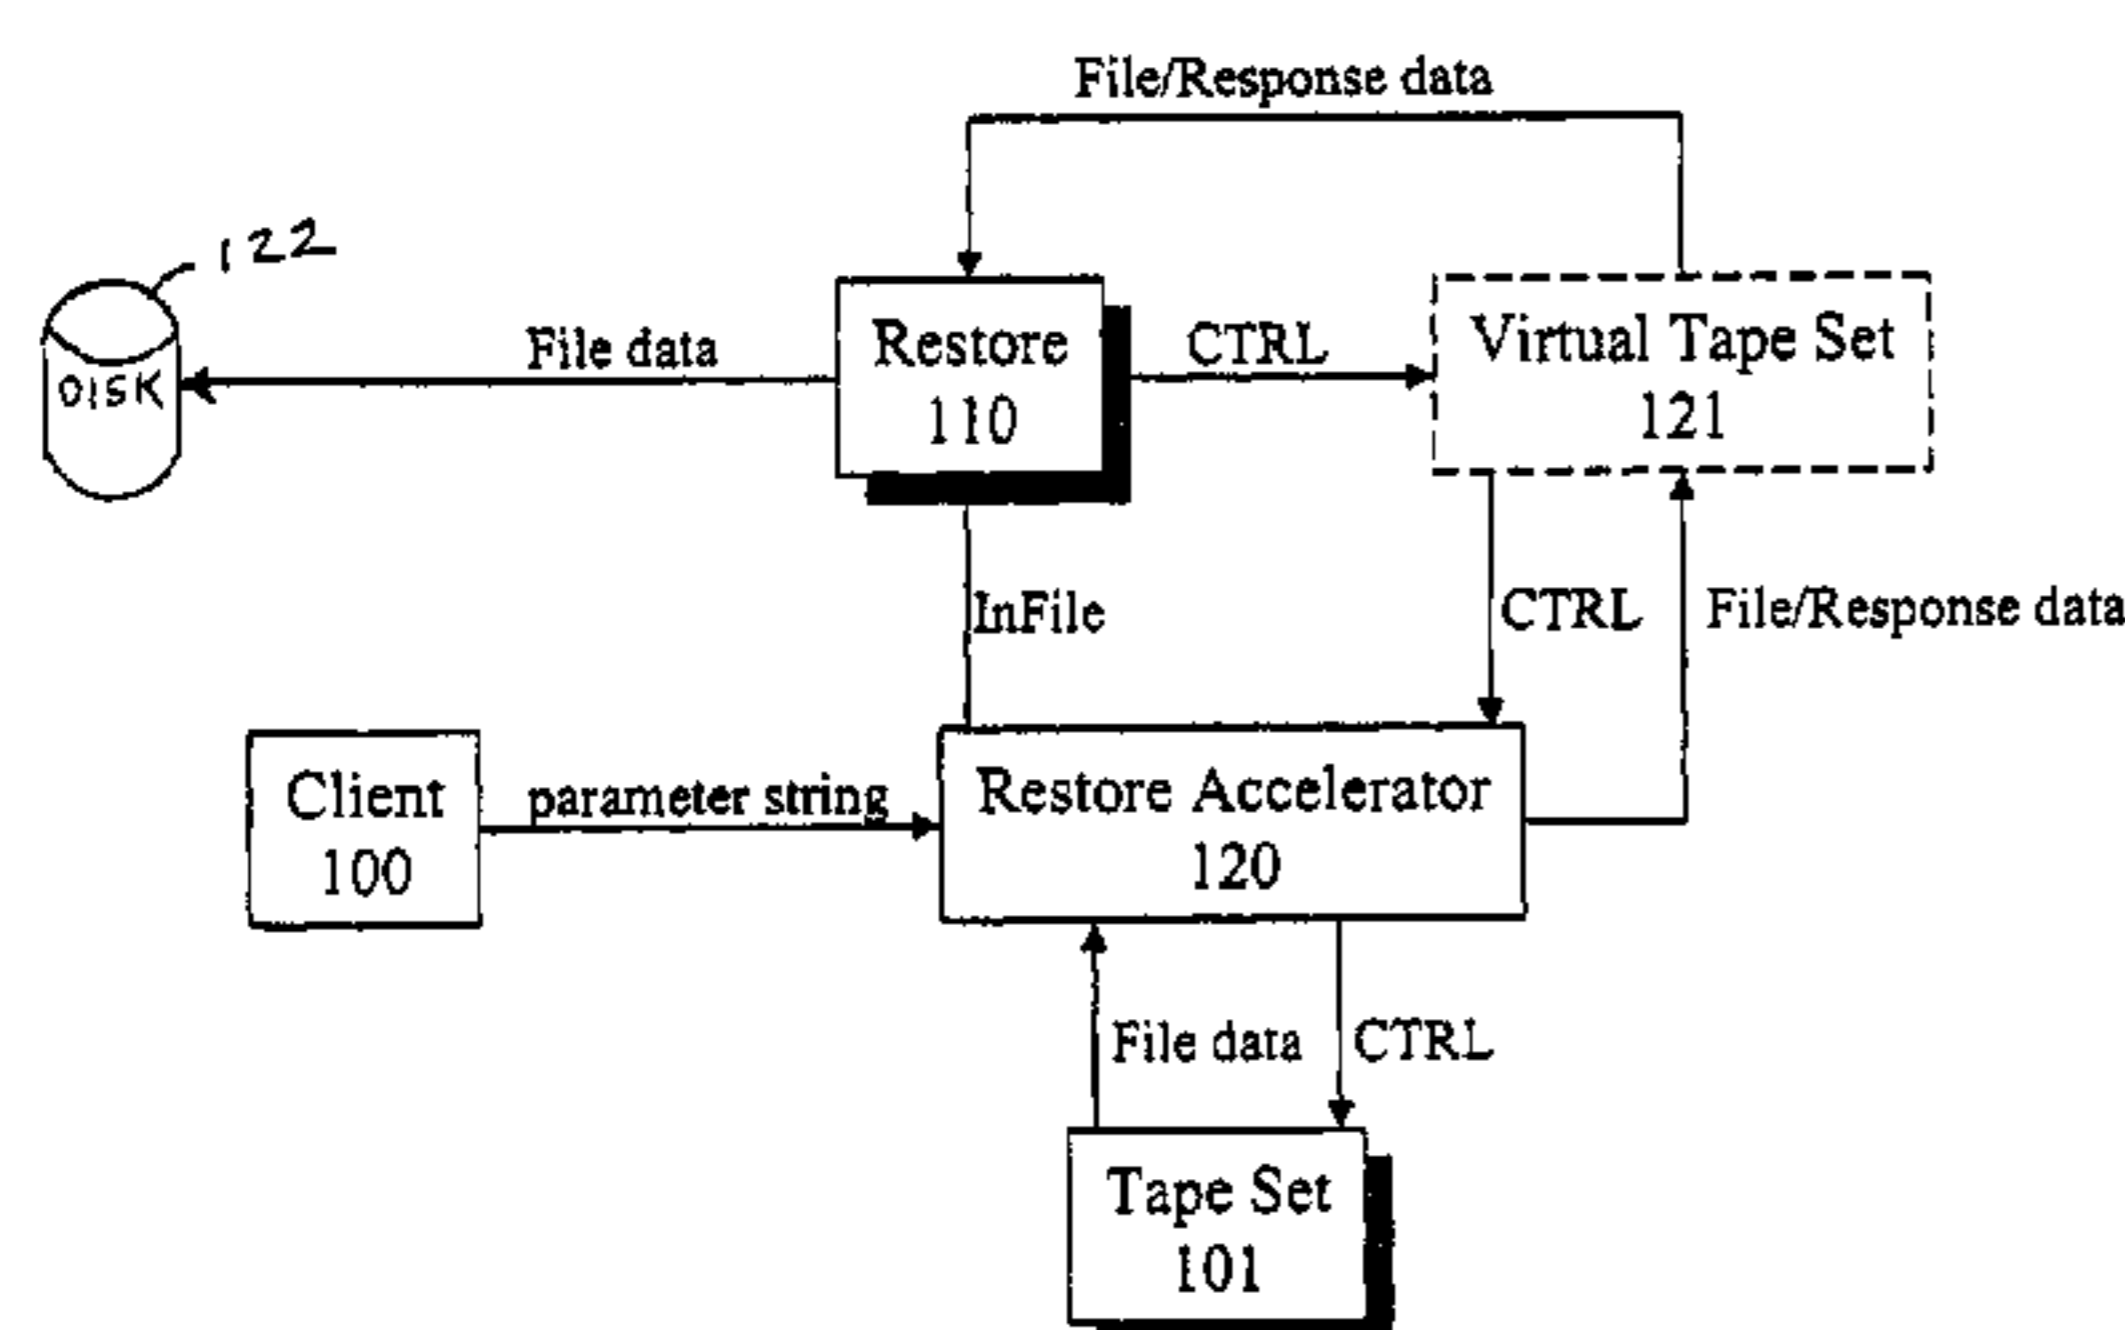 File/Response data
122
DISK
File data
Restore
110
CTRL
Virtual Tape Set
121
InFile
CTRL
File/Response data
Client
100
parameter string
Restore Accelerator
120
File data
CTRL
Tape Set
101